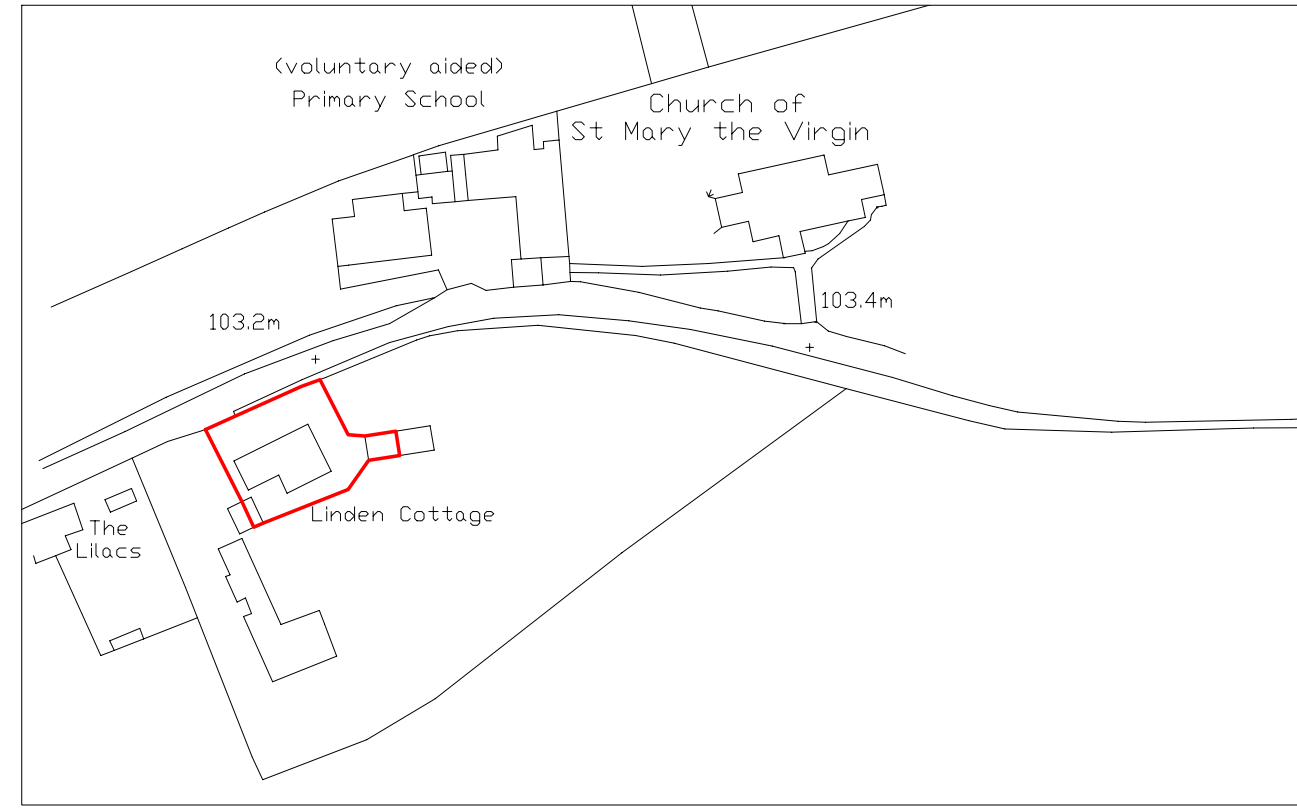 (voluntary aided)
Primary School
Church of
St Mary the Virgin
103.2m
103.4m
Linden Cottage
The
Lilacs